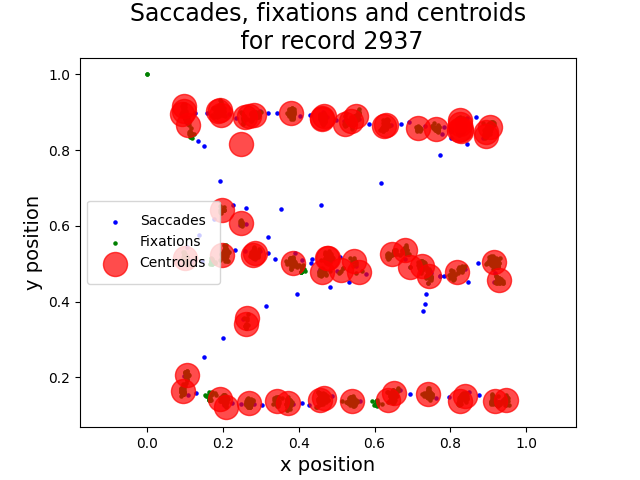 Saccades, fixations and centroids
for record 2937
1.0
0.8
0.6
0.4
0.2
y position
Saccades
Fixations
Centroids
0.0 0.2 0.4 0.6 0.8 1.0
x position